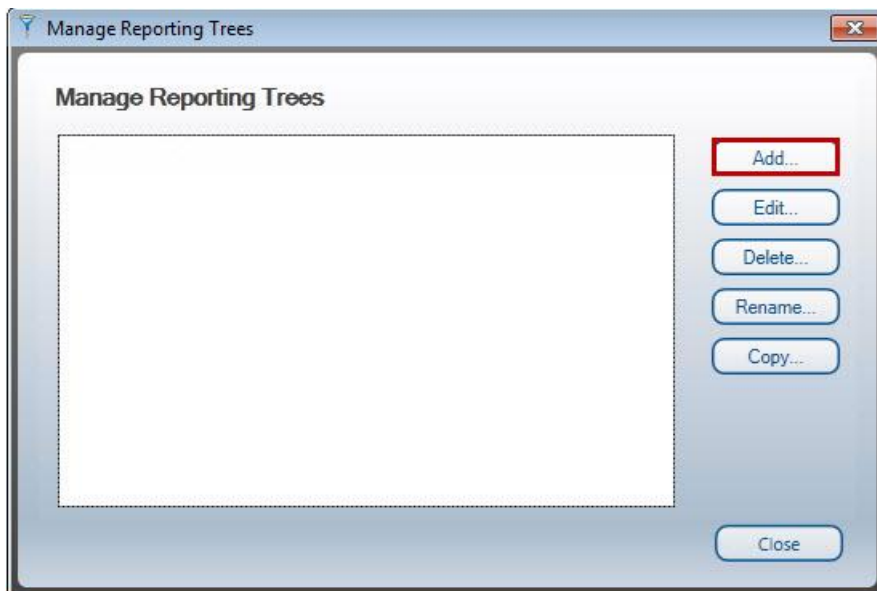 Manage Reporting Trees
Manage Reporting Trees
Add...
Edit...
Delete...
Rename...
Copy...
Close